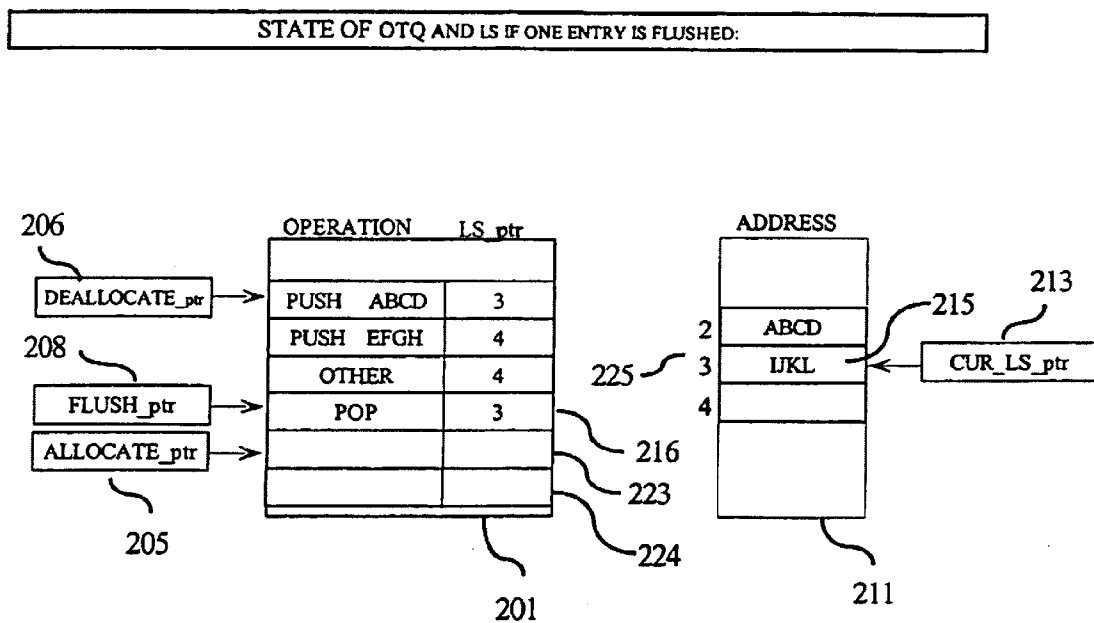 STATE OF OTQ AND LS IF ONE ENTRY IS FLUSHED:
206
OPERATION LS_ptr
ADDRESS
DEALLOCATE_ptr
PUSH ABCD 3
PUSH EFGH 4
OTHER 4
POP 3
208
FLUSH_ptr
ALLOCATE_ptr
205
216
223
224
201
225
2 ABCD
3 IJKL
4
215
213
CUR_LS_ptr
211